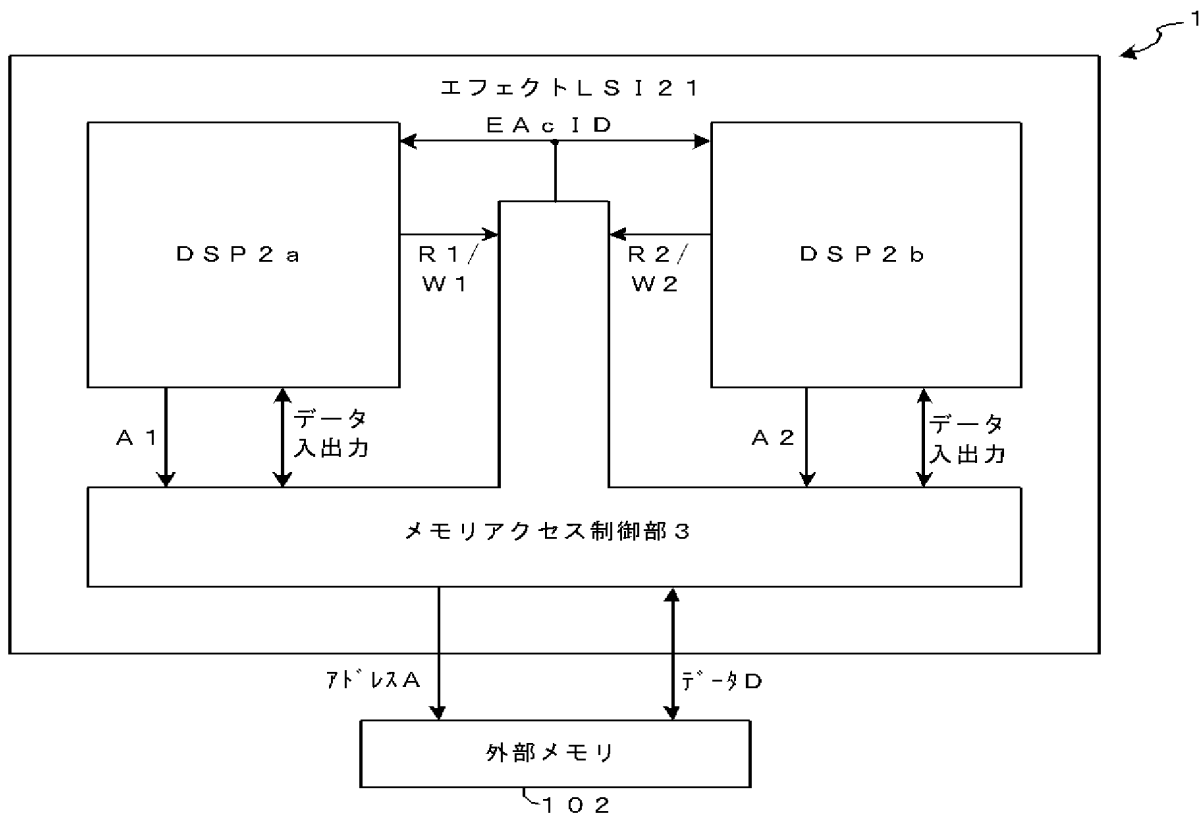 1
エフェクトＬＳＩ２１
ＥＡｃＩＤ
ＤＳＰ２ａ
Ｒ１／
Ｗ１
Ｒ２／
Ｗ２
ＤＳＰ２ｂ
Ａ１
データ
入出力
Ａ２
データ
入出力
メモリアクセス制御部３
ｱﾄﾞﾚｽＡ
ﾃﾞｰﾀＤ
外部メモリ
１０２